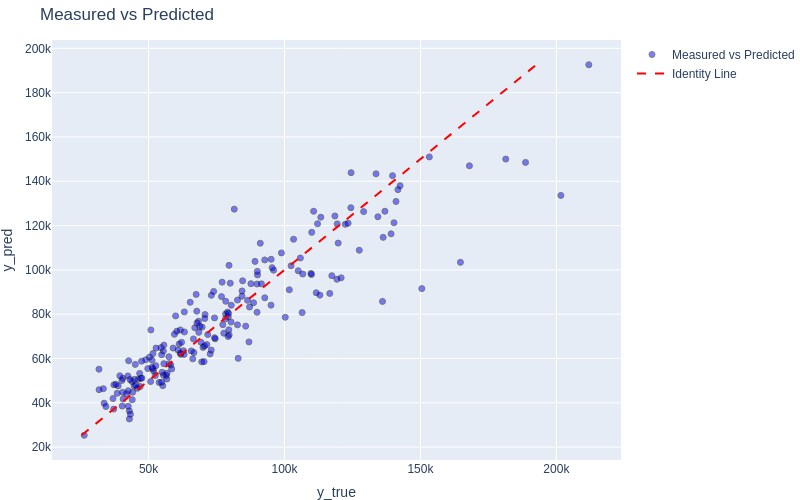 Measured vs Predicted
200k
180k
160k
140k
120k
100k
80k
60k
40k
20k
50k
100k
150k
200k
y_true
y_pred
Measured vs Predicted
Identity Line